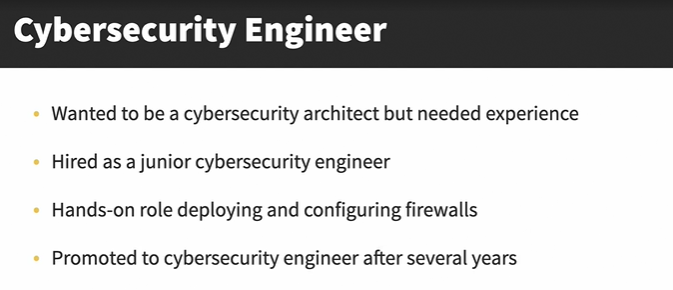 Cybersecurity Engineer
• Wanted to be a cybersecurity architect but needed experience
• Hired as a junior cybersecurity engineer
• Hands-on role deploying and configuring firewalls
• Promoted to cybersecurity engineer after several years